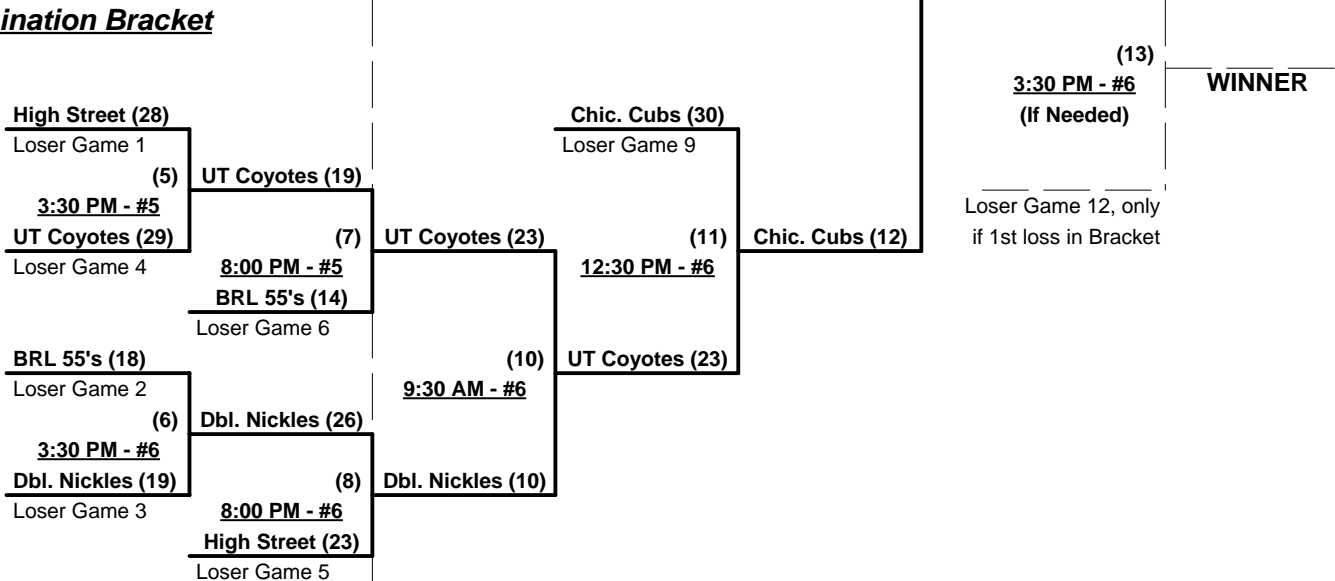 ination Bracket
(13)
3:30 PM - #6
WINNER
(If Needed)
High Street (28)
Loser Game 1
Chic. Cubs (30)
Loser Game 9
(5)
UT Coyotes (19)
3:30 PM - #5
UT Coyotes (29)
Loser Game 4
Loser Game 12, only
if 1st loss in Bracket
(7)
UT Coyotes (23)
(11)
Chic. Cubs (12)
8:00 PM - #5
12:30 PM - #6
BRL 55's (14)
Loser Game 6
BRL 55's (18)
Loser Game 2
(10)
UT Coyotes (23)
9:30 AM - #6
(6)
Dbl. Nickles (26)
3:30 PM - #6
Dbl. Nickles (19)
Loser Game 3
(8)
Dbl. Nickles (10)
8:00 PM - #6
High Street (23)
Loser Game 5